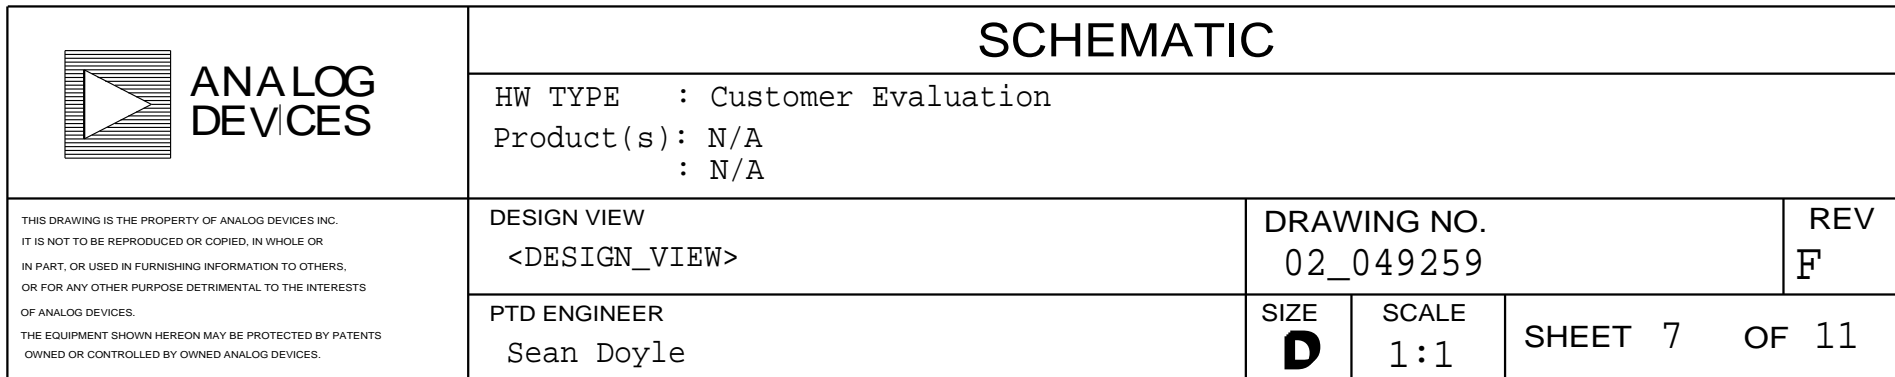 ANALOG
DEVICES
SCHEMATIC
HW TYPE : Customer Evaluation
Product(s): N/A
: N/A
THIS DRAWING IS THE PROPERTY OF ANALOG DEVICES INC.
IT IS NOT TO BE REPRODUCED OR COPIED, IN WHOLE OR
IN PART, OR USED IN FURNISHING INFORMATION TO OTHERS,
OR FOR ANY OTHER PURPOSE DETRIMENTAL TO THE INTERESTS
OF ANALOG DEVICES.
THE EQUIPMENT SHOWN HEREON MAY BE PROTECTED BY PATENTS
OWNED OR CONTROLLED BY OWNED ANALOG DEVICES.
DESIGN VIEW
<DESIGN_VIEW>
DRAWING NO.
02_049259
REV
F
PTD ENGINEER
Sean Doyle
SIZE
D
SCALE
1:1
SHEET 7 OF 11